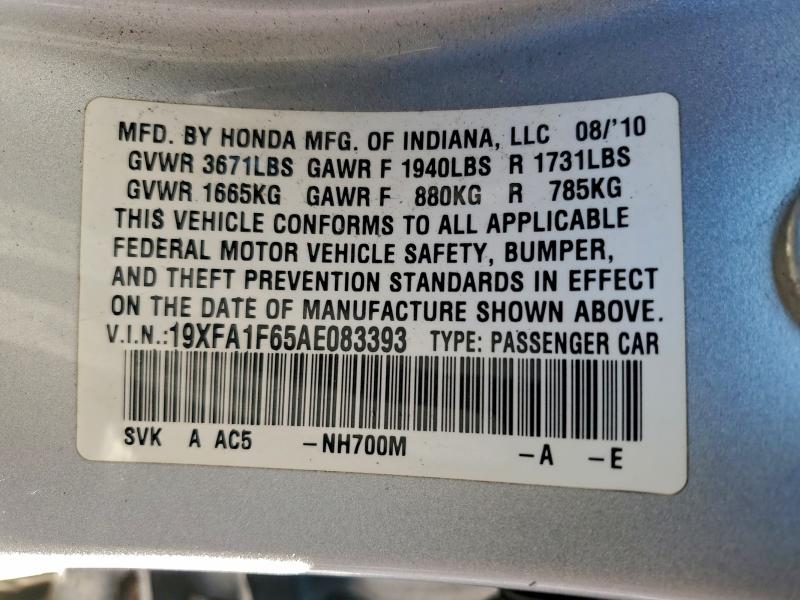 MFD. BY HONDA MFG. OF INDIANA, LLC 08/'10
GVWR 3671LBS GAWR F 1940LBS R 1731LBS
GVWR 1665KG GAWR F 880KG R 785KG
THIS VEHICLE CONFORMS TO ALL APPLICABLE
FEDERAL MOTOR VEHICLE SAFETY, BUMPER,
AND THEFT PREVENTION STANDARDS IN EFFECT
ON THE DATE OF MANUFACTURE SHOWN ABOVE.
V.I.N.:19XFA1F65AE083393 TYPE: PASSENGER CAR
SVK A AC5 -NH700M -A -E